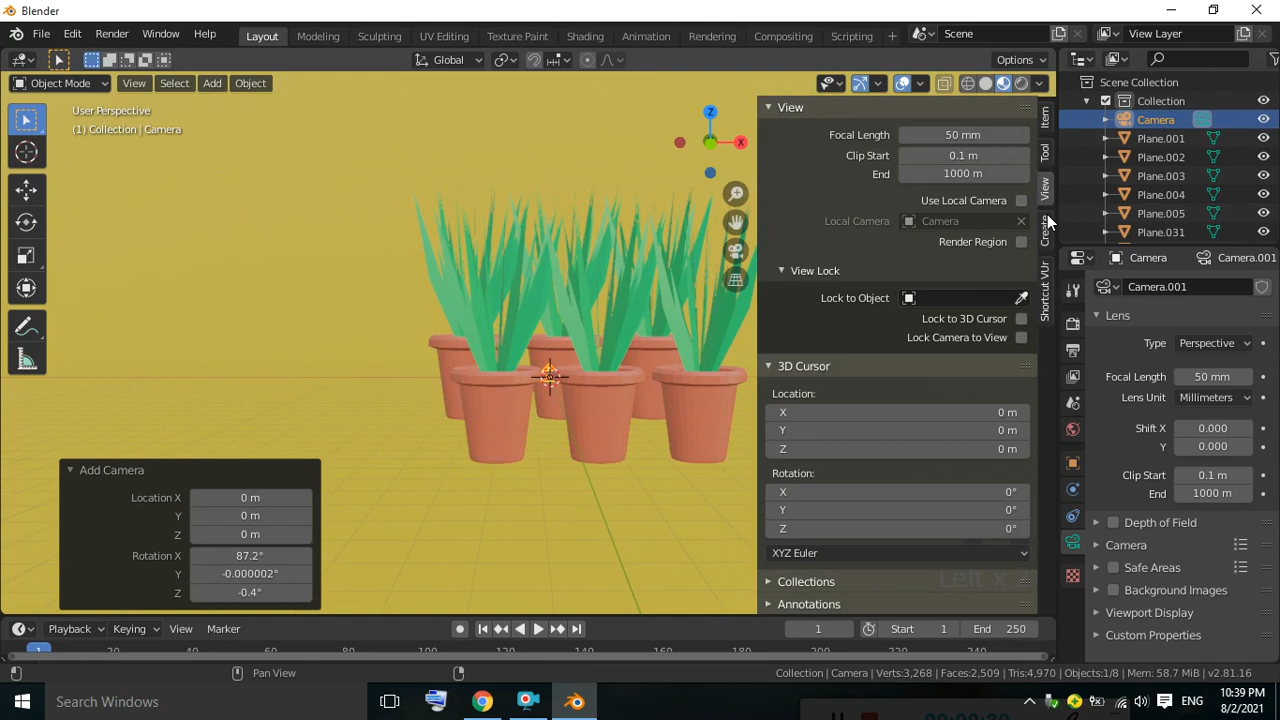 Blender
File Edit Render Window Help Layout Modeling Sculpting UV Editing Texture Paint Shading Animation Rendering Compositing Scripting + Scene View Layer
Global Options
Object Mode View Select Add Object
User Perspective
(1) Collection | Camera
Z
X
View
Focal Length 50 mm
Clip Start 0.1 m
End 1000 m
Use Local Camera
Local Camera Camera
Render Region
View Lock
Lock to Object
Lock to 3D Cursor
Lock Camera to View
3D Cursor
Location:
X 0 m
Y 0 m
Z 0 m
Rotation:
X 0°
Y 0°
Z 0°
XYZ Euler
Collections
Annotations
Left x
Item
Tool
View
Create
Shortcut VUr
Add Camera
Location X 0 m
Y 0 m
Z 0 m
Rotation X 87.2°
Y -0.000002°
Z -0.4°
Scene Collection
Collection
Camera
Plane.001
Plane.002
Plane.003
Plane.004
Plane.005
Plane.031
Camera Camera.001
Camera.001
Lens
Type Perspective
Focal Length 50 mm
Lens Unit Millimeters
Shift X 0.000
Y 0.000
Clip Start 0.1 m
End 1000 m
Depth of Field
Camera
Safe Areas
Background Images
Viewport Display
Custom Properties
Playback Keying View Marker 1 Start 1 End 250
1 20 100 120 140 160 180
Pan View Collection | Camera | Verts:3,268 | Faces:2,509 | Tris:4,970 | Objects:1/8 | Mem: 58.7 MiB | v2.81.16
Search Windows ENG 10:39 PM
8/2/2021